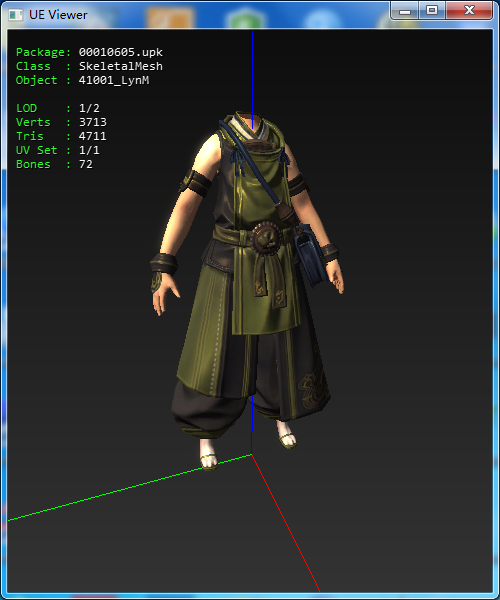 UE Viewer
Package: 00010605.upk
Class : SkeletalMesh
Object : 41001_LynM
LOD : 1/2
Verts : 3713
Tris : 4711
UV Set : 1/1
Bones : 72